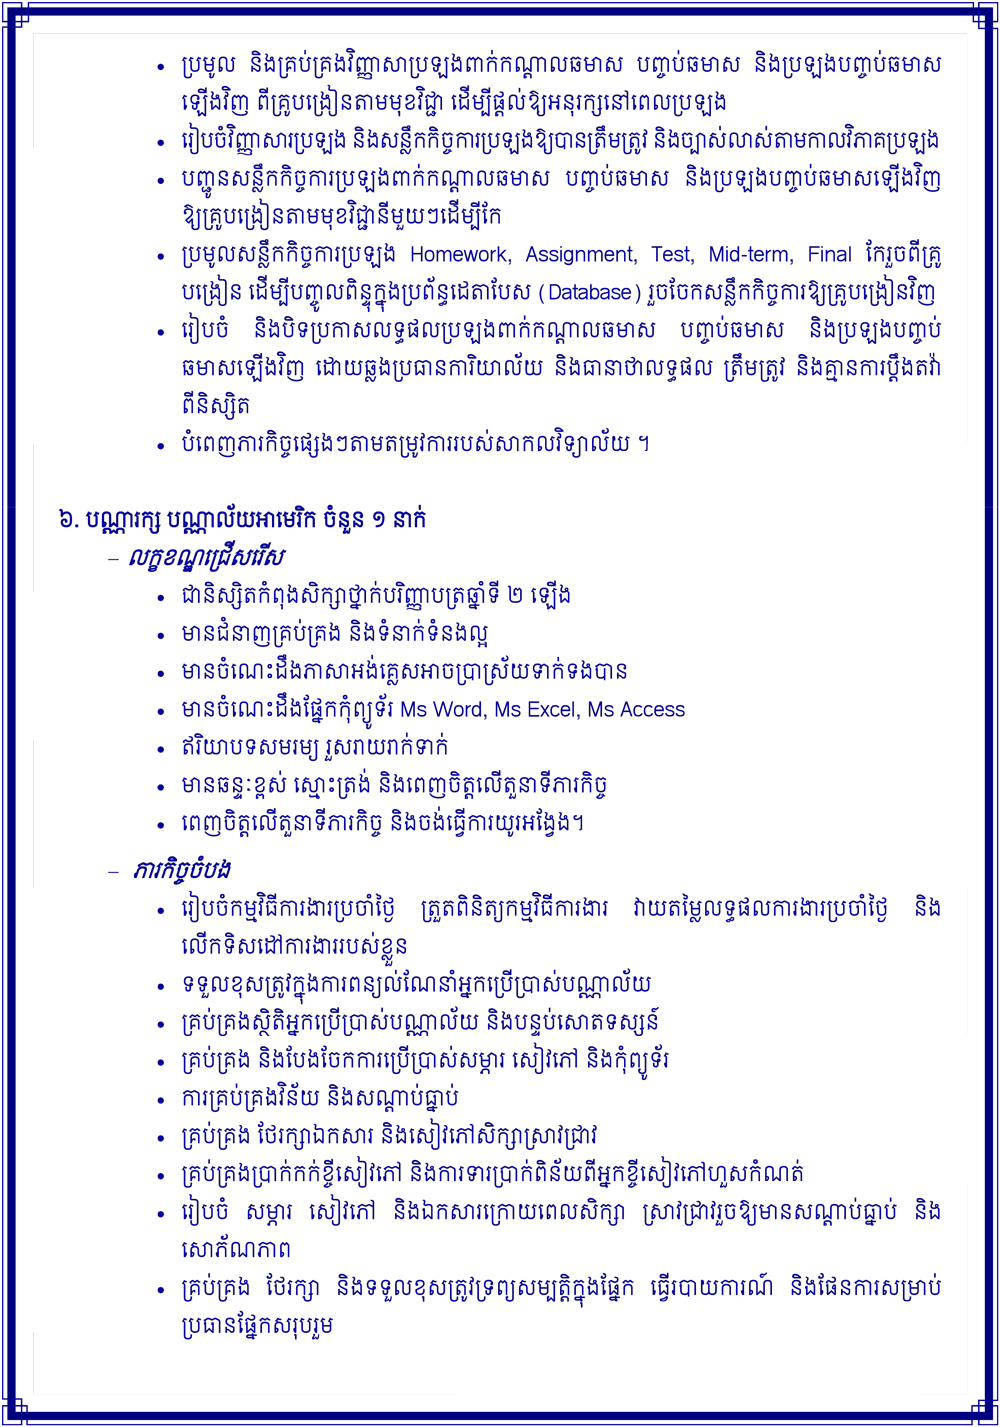 • ប្រមូល និងគ្រប់គ្រងវិញ្ញាសាប្រឡងពាក់កណ្តាលឆមាស បញ្ចប់ឆមាស និងប្រឡងបញ្ចប់ឆមាស
ឡើងវិញ ពីគ្រូបង្រៀនតាមមុខវិជ្ជា ដើម្បីផ្តល់ឱ្យអនុរក្សនៅពេលប្រឡង
• រៀបចំវិញ្ញាសារប្រឡង និងសន្លឹកកិច្ចការប្រឡងឱ្យបានត្រឹមត្រូវ និងច្បាស់លាស់តាមកាលវិភាគប្រឡង
• បញ្ជូនសន្លឹកកិច្ចការប្រឡងពាក់កណ្តាលឆមាស បញ្ចប់ឆមាស និងប្រឡងបញ្ចប់ឆមាសឡើងវិញ
ឱ្យគ្រូបង្រៀនតាមមុខវិជ្ជានីមួយៗដើម្បីកែ
• ប្រមូលសន្លឹកកិច្ចការប្រឡង Homework, Assignment, Test, Mid-term, Final កែរួចពីគ្រូ
បង្រៀន ដើម្បីបញ្ចូលពិន្ទុក្នុងប្រព័ន្ធដេតាបែស (Database) រួចចែកសន្លឹកកិច្ចការឱ្យគ្រូបង្រៀនវិញ
• រៀបចំ និងបិទប្រកាសលទ្ធផលប្រឡងពាក់កណ្តាលឆមាស បញ្ចប់ឆមាស និងប្រឡងបញ្ចប់
ឆមាសឡើងវិញ ដោយឆ្លងប្រធានការិយាល័យ និងធានាថាលទ្ធផល ត្រឹមត្រូវ និងគ្មានការប្តឹងតវ៉ា
ពីនិស្សិត
• បំពេញភារកិច្ចផ្សេងៗតាមតម្រូវការរបស់សាកលវិទ្យាល័យ ។
៦. បណ្ណារក្ស បណ្ណាល័យអាមេរិក ចំនួន ១ នាក់
– លក្ខខណ្ឌជ្រើសរើស
• ជានិស្សិតកំពុងសិក្សាថ្នាក់បរិញ្ញាបត្រឆ្នាំទី ២ ឡើង
• មានជំនាញគ្រប់គ្រង និងទំនាក់ទំនងល្អ
• មានចំណេះដឹងភាសាអង់គ្លេសអាចប្រាស្រ័យទាក់ទងបាន
• មានចំណេះដឹងផ្នែកកុំព្យូទ័រ Ms Word, Ms Excel, Ms Access
• ឥរិយាបទសមរម្យ រួសរាយរាក់ទាក់
• មានឆន្ទៈខ្ពស់ ស្មោះត្រង់ និងពេញចិត្តលើតួនាទីភារកិច្ច
• ពេញចិត្តលើតួនាទីភារកិច្ច និងចង់ធ្វើការយូរអង្វែង។
– ភារកិច្ចចំបង
• រៀបចំកម្មវិធីការងារប្រចាំថ្ងៃ ត្រួតពិនិត្យកម្មវិធីការងារ វាយតម្លៃលទ្ធផលការងារប្រចាំថ្ងៃ និង
លើកទិសដៅការងាររបស់ខ្លួន
• ទទួលខុសត្រូវក្នុងការពន្យល់ណែនាំអ្នកប្រើប្រាស់បណ្ណាល័យ
• គ្រប់គ្រងស្ថិតិអ្នកប្រើប្រាស់បណ្ណាល័យ និងបន្ទប់សោតទស្សន៍
• គ្រប់គ្រង និងបែងចែកការប្រើប្រាស់សម្ភារ សៀវភៅ និងកុំព្យូទ័រ
• ការគ្រប់គ្រងវិន័យ និងសណ្តាប់ធ្នាប់
• គ្រប់គ្រង ថែរក្សាឯកសារ និងសៀវភៅសិក្សាស្រាវជ្រាវ
• គ្រប់គ្រងប្រាក់កក់ខ្ចីសៀវភៅ និងការទារប្រាក់ពិន័យពីអ្នកខ្ចីសៀវភៅហួសកំណត់
• រៀបចំ សម្ភារ សៀវភៅ និងឯកសារក្រោយពេលសិក្សា ស្រាវជ្រាវរួចឱ្យមានសណ្តាប់ធ្នាប់ និង
សោភ័ណភាព
• គ្រប់គ្រង ថែរក្សា និងទទួលខុសត្រូវទ្រព្យសម្បត្តិក្នុងផ្នែក ធ្វើរបាយការណ៍ និងផែនការសម្រាប់
ប្រធានផ្នែកសរុបរួម